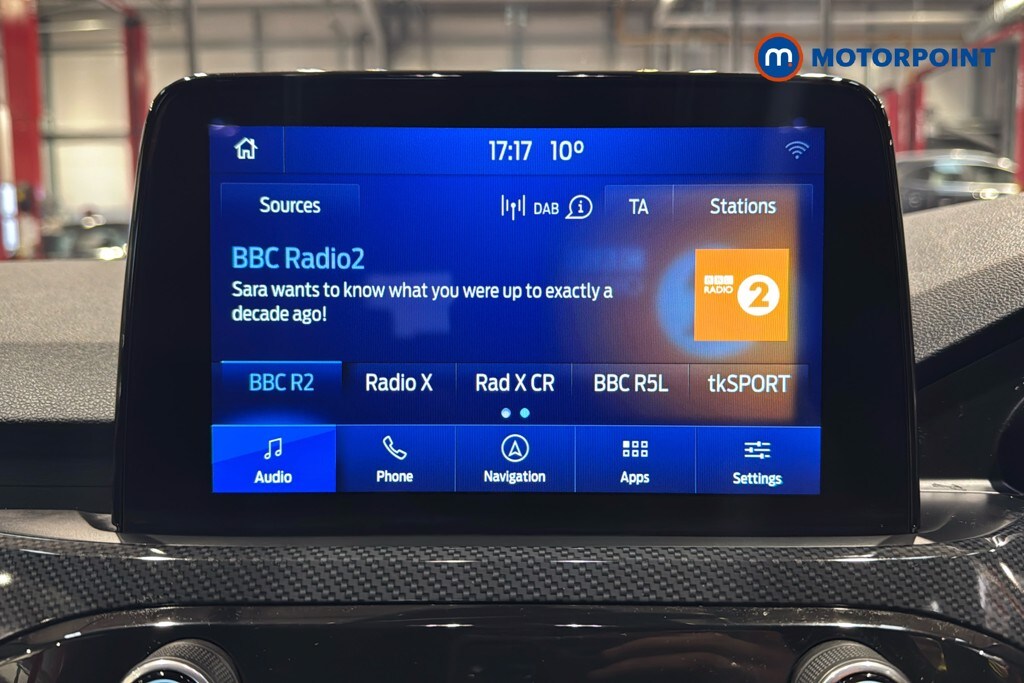 m MOTORPOINT
17:17 10°
Sources DAB i TA Stations
BBC Radio2
Sara wants to know what you were up to exactly a
decade ago!
BBC
RADIO 2
BBC R2 Radio X Rad X CR BBC R5L tkSPORT
Audio Phone Navigation Apps Settings